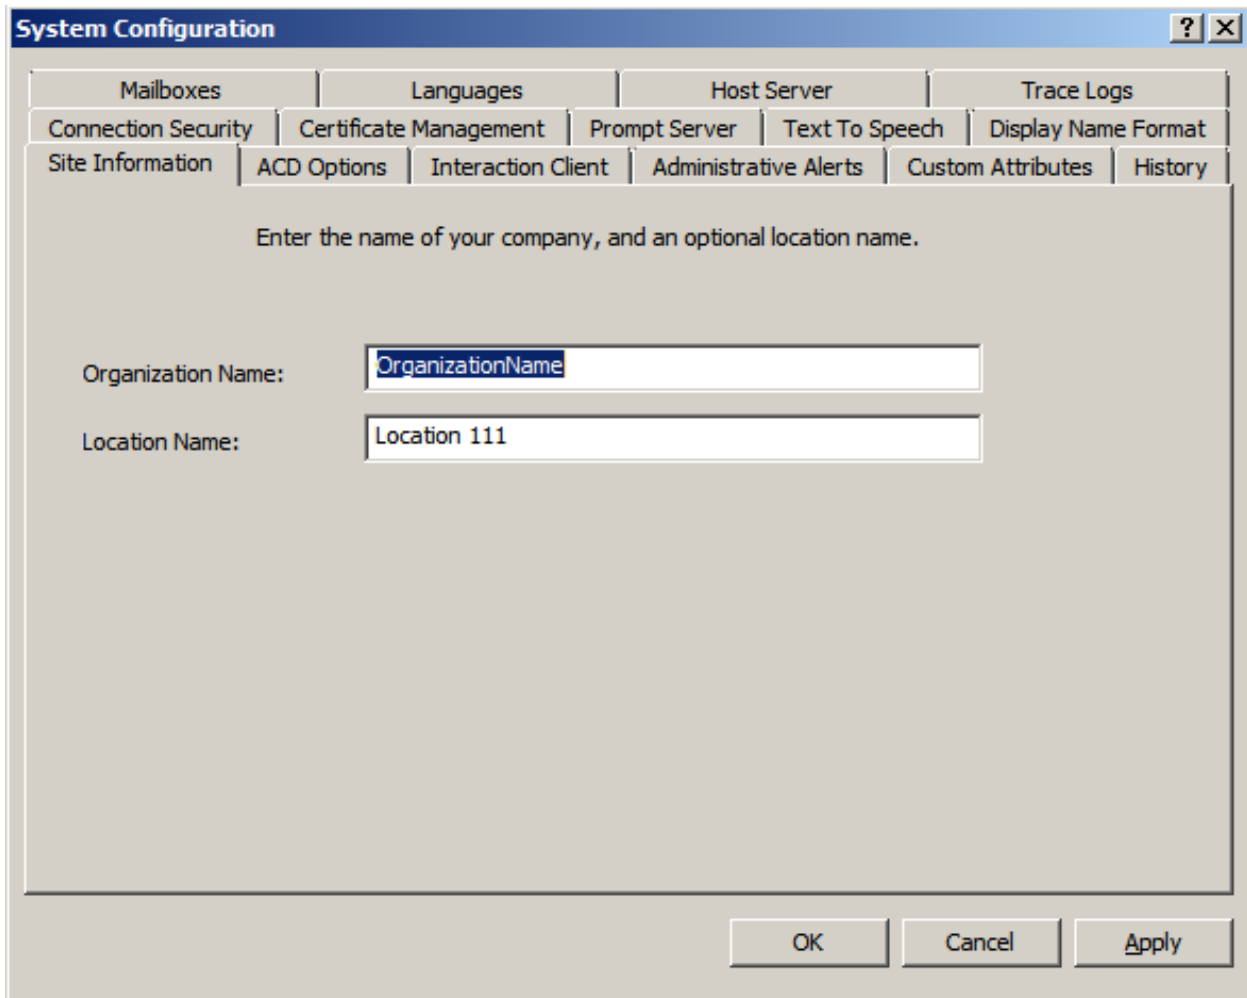 System Configuration
Mailboxes Languages Host Server Trace Logs
Connection Security Certificate Management Prompt Server Text To Speech Display Name Format
Site Information ACD Options Interaction Client Administrative Alerts Custom Attributes History
Enter the name of your company, and an optional location name.
Organization Name: OrganizationName
Location Name: Location 111
OK Cancel Apply